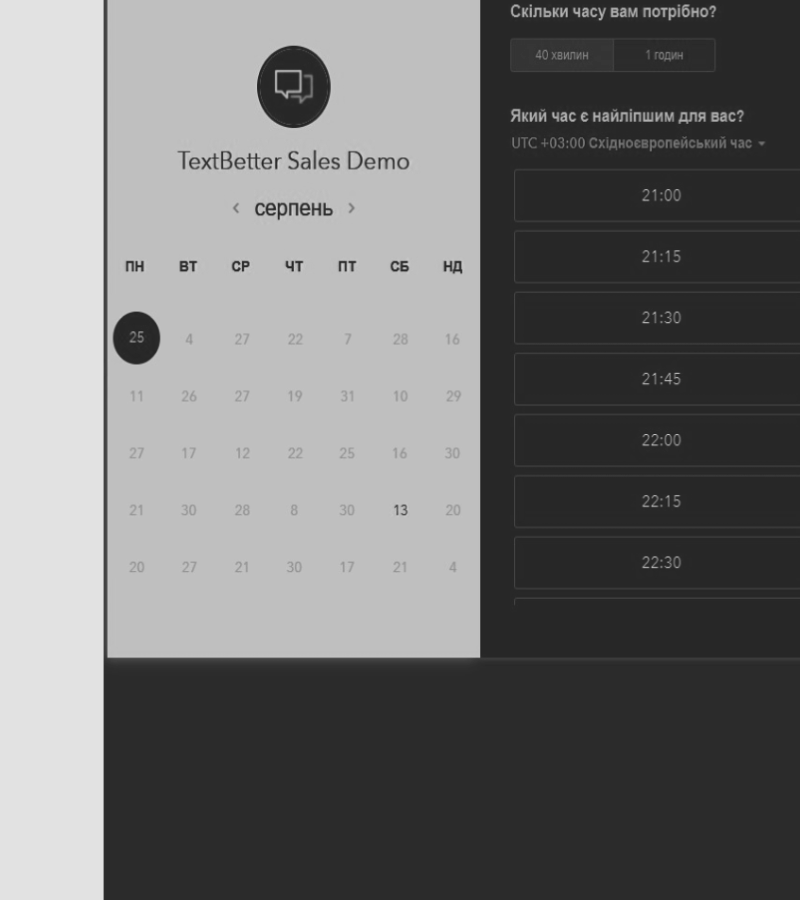 TextBetter Sales Demo
‹ серпень ›
ПН ВТ СР ЧТ ПТ СБ НД
25 4 27 22 7 28 16
11 26 27 19 31 10 29
27 17 12 22 25 16 30
21 30 28 8 30 13 20
20 27 21 30 17 21 4
Скільки часу вам потрібно?
40 хвилин 1 годин
Який час є найліпшим для вас?
UTC +03:00 Східноєвропейський час
21:00
21:15
21:30
21:45
22:00
22:15
22:30